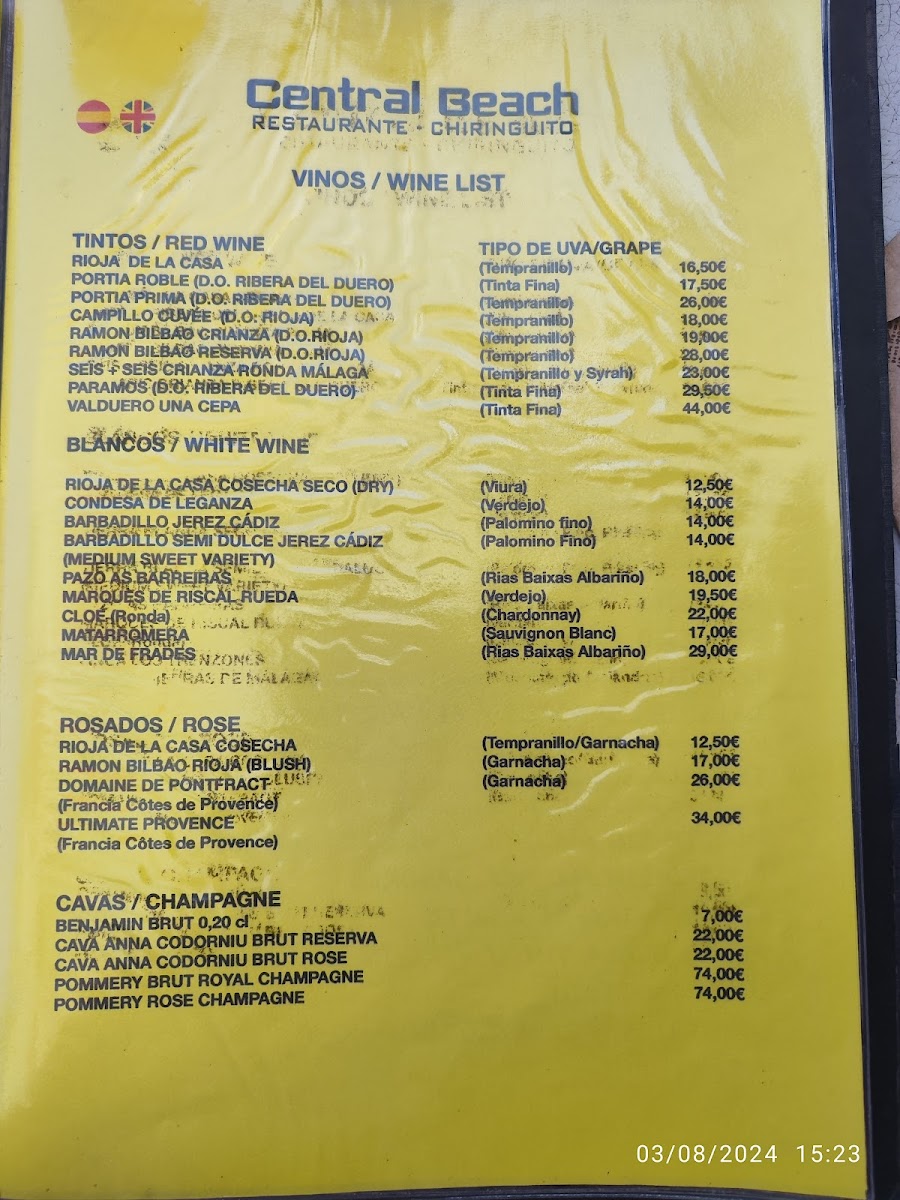 Central Beach
RESTAURANTE - CHIRINGUITO
VINOS / WINE LIST
TINTOS / RED WINE TIPO DE UVA/GRAPE
RIOJA DE LA CASA (Tempranillo) 16,50€
PORTIA ROBLE (D.O. RIBERA DEL DUERO) (Tinta Fina) 17,50€
PORTIA PRIMA (D.O. RIBERA DEL DUERO) (Tempranillo) 26,00€
CAMPILLO CUVÉE (D.O: RIOJA) (Tempranillo) 18,00€
RAMON BILBAO CRIANZA (D.O.RIOJA) (Tempranillo) 19,00€
RAMON BILBAO RESERVA (D.O.RIOJA) (Tempranillo) 28,00€
SEIS + SEIS CRIANZA RONDA MÁLAGA (Tempranillo y Syrah) 23,00€
PARAMOS (D.O. RIBERA DEL DUERO) (Tinta Fina) 29,50€
VALDUERO UNA CEPA (Tinta Fina) 44,00€
BLANCOS / WHITE WINE
RIOJA DE LA CASA COSECHA SECO (DRY) (Viura) 12,50€
CONDESA DE LEGANZA (Verdejo) 14,00€
BARBADILLO JEREZ CÁDIZ (Palomino fino) 14,00€
BARBADILLO SEMI DULCE JEREZ CÁDIZ (Palomino Fino) 14,00€
(MEDIUM SWEET VARIETY)
PAZO AS BARREIRAS (Rias Baixas Albariño) 18,00€
MARQUES DE RISCAL RUEDA (Verdejo) 19,50€
CLOÉ (Ronda) (Chardonnay) 22,00€
MATARROMERA (Sauvignon Blanc) 17,00€
MAR DE FRADES (Rias Baixas Albariño) 29,00€
ROSADOS / ROSE
RIOJA DE LA CASA COSECHA (Tempranillo/Garnacha) 12,50€
RAMON BILBAO RIOJA (BLUSH) (Garnacha) 17,00€
DOMAINE DE PONTFRACT (Garnacha) 26,00€
(Francia Côtes de Provence)
ULTIMATE PROVENCE 34,00€
(Francia Côtes de Provence)
CAVAS / CHAMPAGNE
BENJAMIN BRUT 0,20 cl 7,00€
CAVA ANNA CODORNIU BRUT RESERVA 22,00€
CAVA ANNA CODORNIU BRUT ROSE 22,00€
POMMERY BRUT ROYAL CHAMPAGNE 74,00€
POMMERY ROSE CHAMPAGNE 74,00€
03/08/2024 15:23